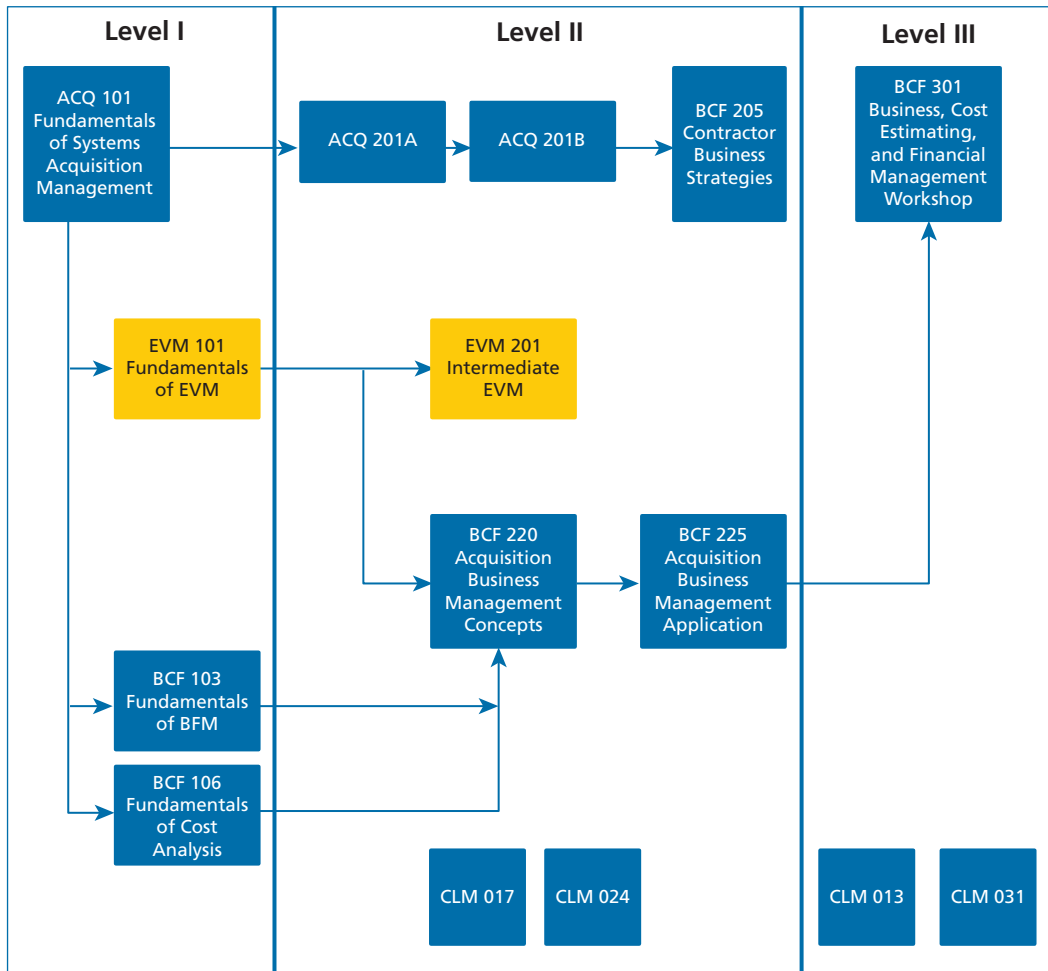 Level I
Level II
Level III
ACQ 101
Fundamentals
of Systems
Acquisition
Management
ACQ 201A
ACQ 201B
BCF 205
Contractor
Business
Strategies
BCF 301
Business, Cost
Estimating,
and Financial
Management
Workshop
EVM 101
Fundamentals
of EVM
EVM 201
Intermediate
EVM
BCF 220
Acquisition
Business
Management
Concepts
BCF 225
Acquisition
Business
Management
Application
BCF 103
Fundamentals
of BFM
BCF 106
Fundamentals
of Cost
Analysis
CLM 017
CLM 024
CLM 013
CLM 031